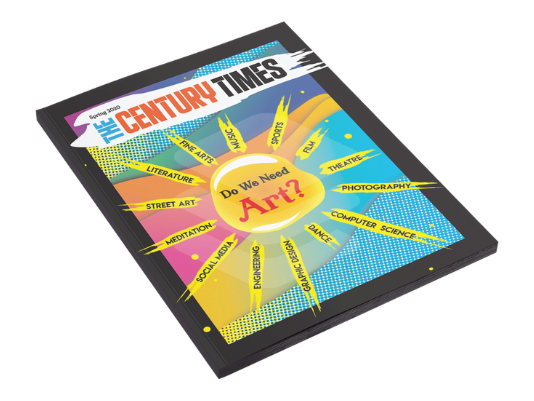 Spring 2020
THE CENTURY TIMES
FINE ARTS
MUSIC
SPORTS
FILM
THEATRE
PHOTOGRAPHY
COMPUTER SCIENCE
DANCE
GRAPHIC DESIGN
ENGINEERING
SOCIAL MEDIA
MEDITATION
STREET ART
LITERATURE
Do We Need
Art?